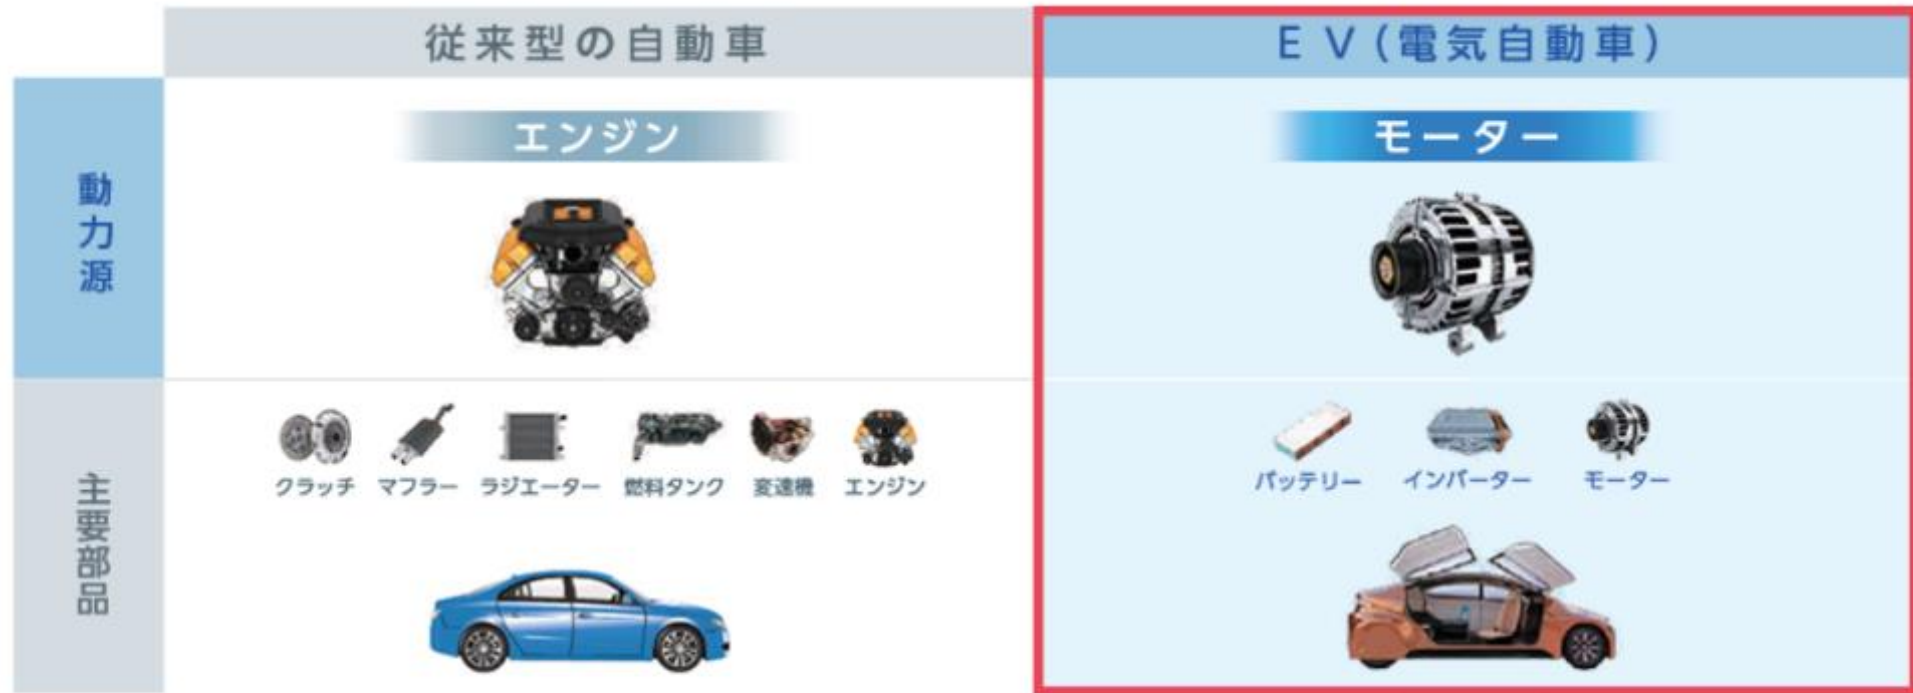 従来型の自動車
EV(電気自動車)
動力源
エンジン
モーター
主要部品
クラッチ
マフラー
ラジエーター
燃料タンク
変速機
エンジン
バッテリー
インバーター
モーター